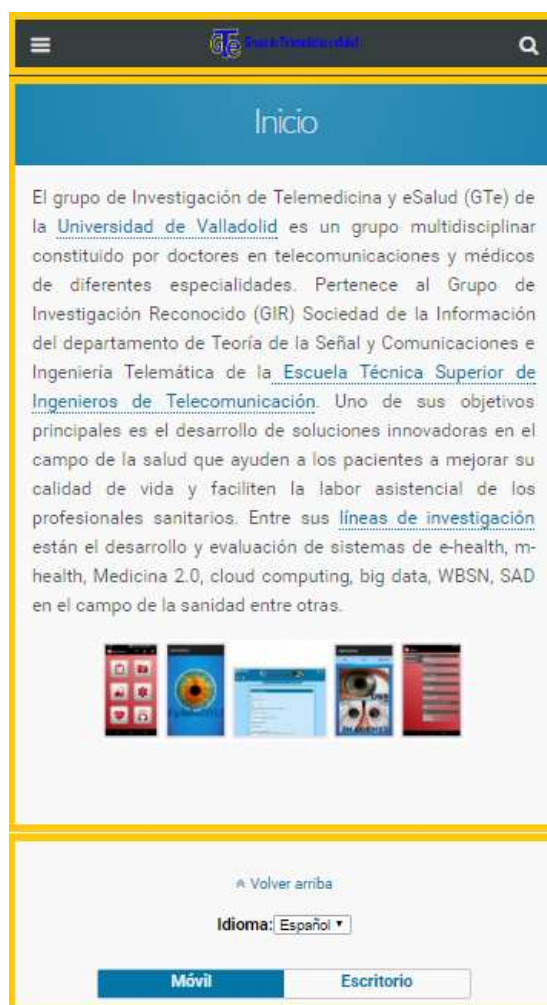 GTe Grupo de Telemedicina y eSalud
Inicio
El grupo de Investigación de Telemedicina y eSalud (GTe) de
la Universidad de Valladolid es un grupo multidisciplinar
constituido por doctores en telecomunicaciones y médicos
de diferentes especialidades. Pertenece al Grupo de
Investigación Reconocido (GIR) Sociedad de la Información
del departamento de Teoría de la Señal y Comunicaciones e
Ingeniería Telemática de la Escuela Técnica Superior de
Ingenieros de Telecomunicación. Uno de sus objetivos
principales es el desarrollo de soluciones innovadoras en el
campo de la salud que ayuden a los pacientes a mejorar su
calidad de vida y faciliten la labor asistencial de los
profesionales sanitarios. Entre sus líneas de investigación
están el desarrollo y evaluación de sistemas de e-health, m-
health, Medicina 2.0, cloud computing, big data, WBSN, SAD
en el campo de la sanidad entre otras.
Volver arriba
Idioma: Español
Móvil Escritorio